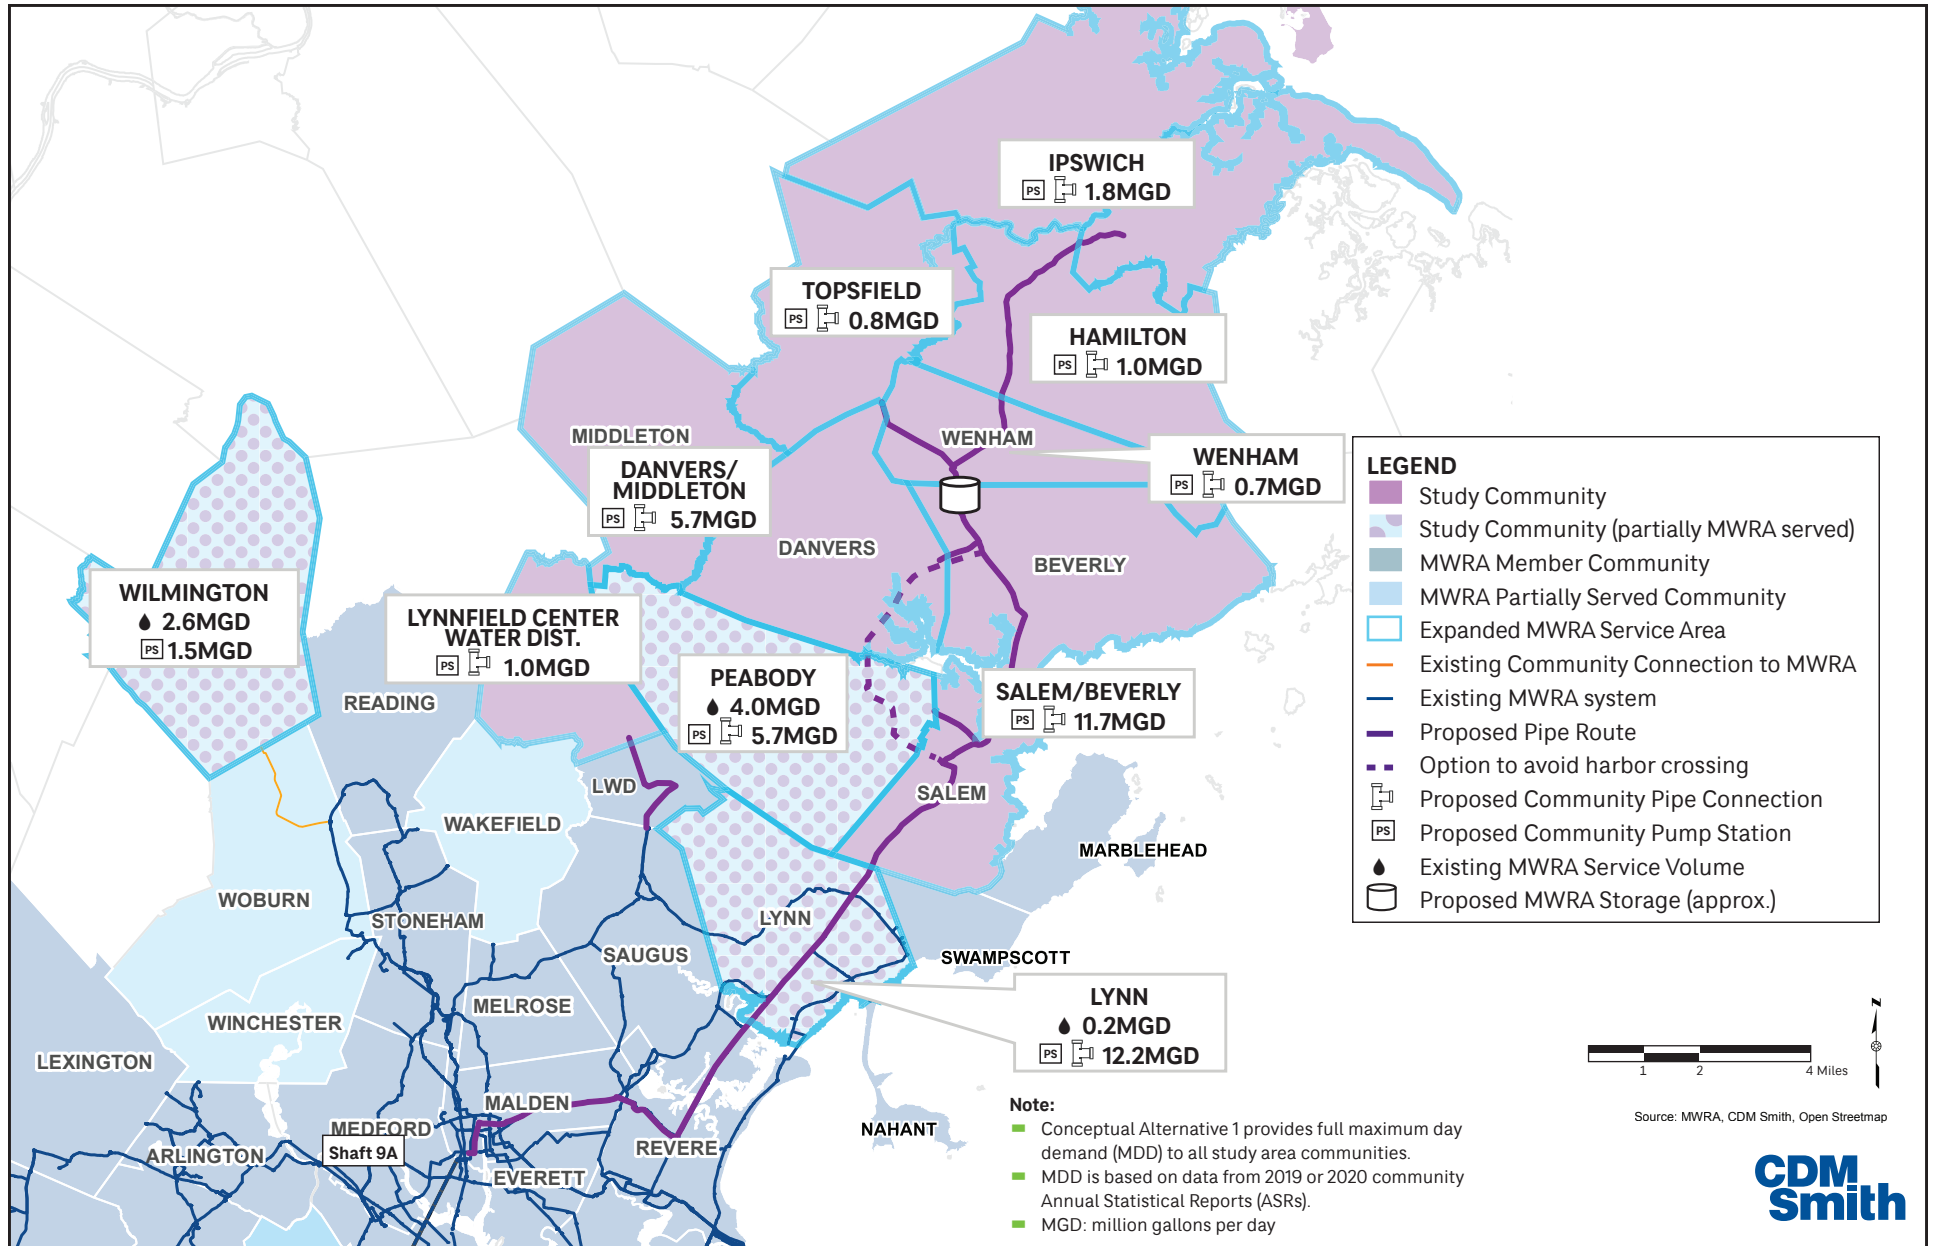 IPSWICH
PS 1.8MGD
TOPSFIELD
PS 0.8MGD
HAMILTON
PS 1.0MGD
MIDDLETON
WENHAM
DANVERS/
MIDDLETON
PS 5.7MGD
WENHAM
PS 0.7MGD
DANVERS
BEVERLY
WILMINGTON
2.6MGD
PS 1.5MGD
LYNNFIELD CENTER
WATER DIST.
PS 1.0MGD
PEABODY
4.0MGD
PS 5.7MGD
SALEM/BEVERLY
PS 11.7MGD
READING
LWD
SALEM
WAKEFIELD
MARBLEHEAD
WOBURN
STONEHAM
LYNN
SAUGUS
SWAMPSCOTT
LYNN
0.2MGD
PS 12.2MGD
MELROSE
WINCHESTER
LEXINGTON
MALDEN
MEDFORD
Shaft 9A
NAHANT
REVERE
ARLINGTON
EVERETT
LEGEND
Study Community
Study Community (partially MWRA served)
MWRA Member Community
MWRA Partially Served Community
Expanded MWRA Service Area
Existing Community Connection to MWRA
Existing MWRA system
Proposed Pipe Route
Option to avoid harbor crossing
Proposed Community Pipe Connection
PS Proposed Community Pump Station
Existing MWRA Service Volume
Proposed MWRA Storage (approx.)
N
1 2 4 Miles
Source: MWRA, CDM Smith, Open Streetmap
Note:
Conceptual Alternative 1 provides full maximum day
demand (MDD) to all study area communities.
MDD is based on data from 2019 or 2020 community
Annual Statistical Reports (ASRs).
MGD: million gallons per day
CDM
Smith